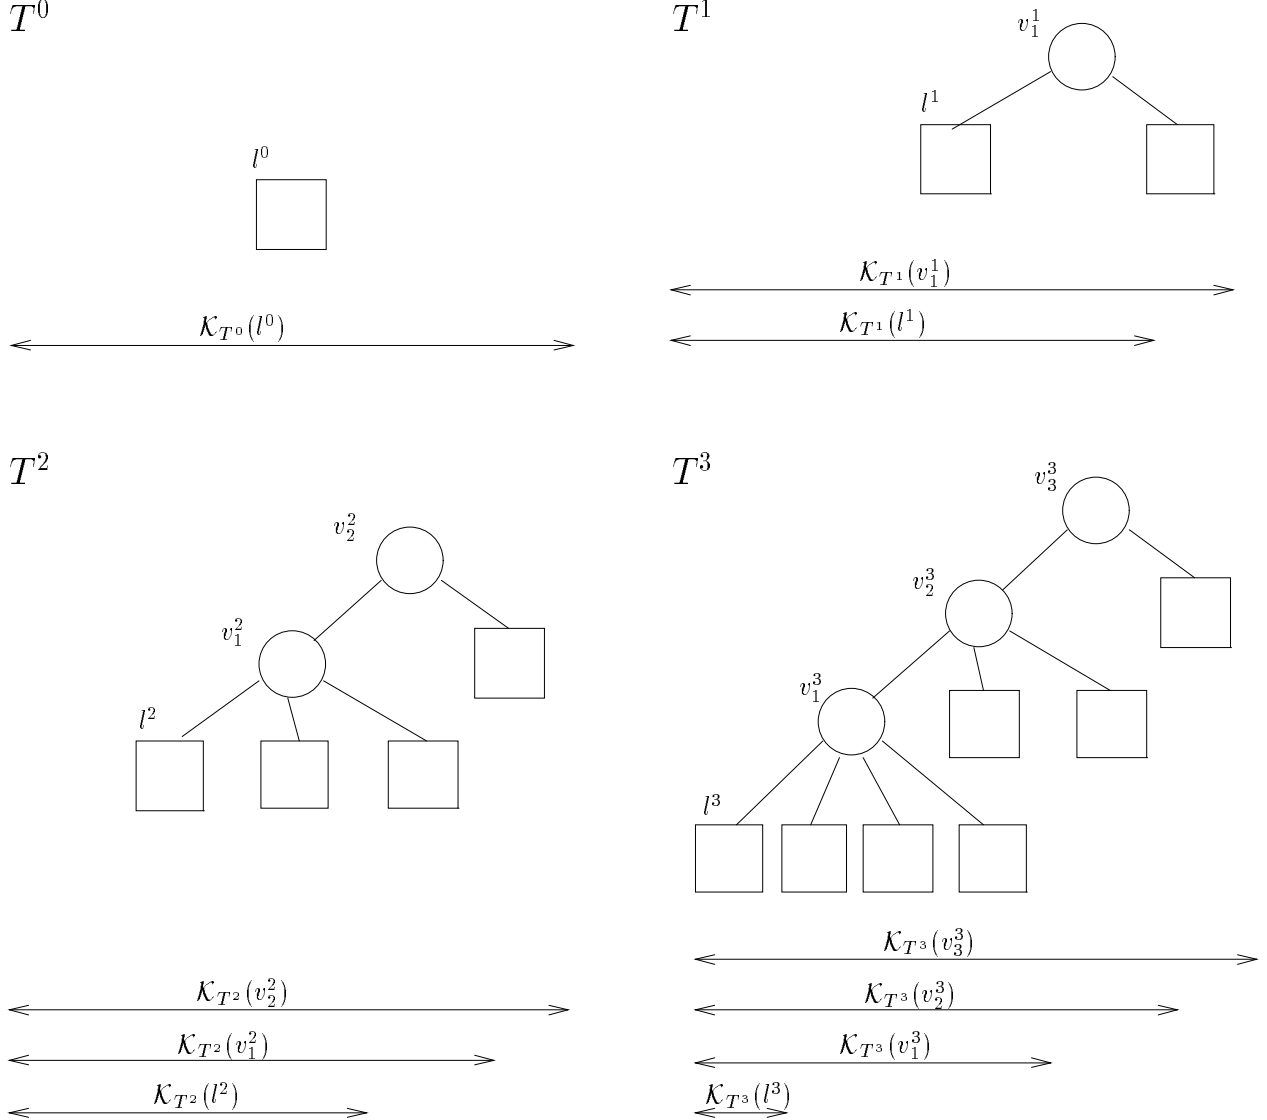 T^0
l^0
𝒦_{T^0}(l^0)
T^1
v_1^1
l^1
𝒦_{T^1}(v_1^1)
𝒦_{T^1}(l^1)
T^2
v_2^2
v_1^2
l^2
𝒦_{T^2}(v_2^2)
𝒦_{T^2}(v_1^2)
𝒦_{T^2}(l^2)
T^3
v_3^3
v_2^3
v_1^3
l^3
𝒦_{T^3}(v_3^3)
𝒦_{T^3}(v_2^3)
𝒦_{T^3}(v_1^3)
𝒦_{T^3}(l^3)